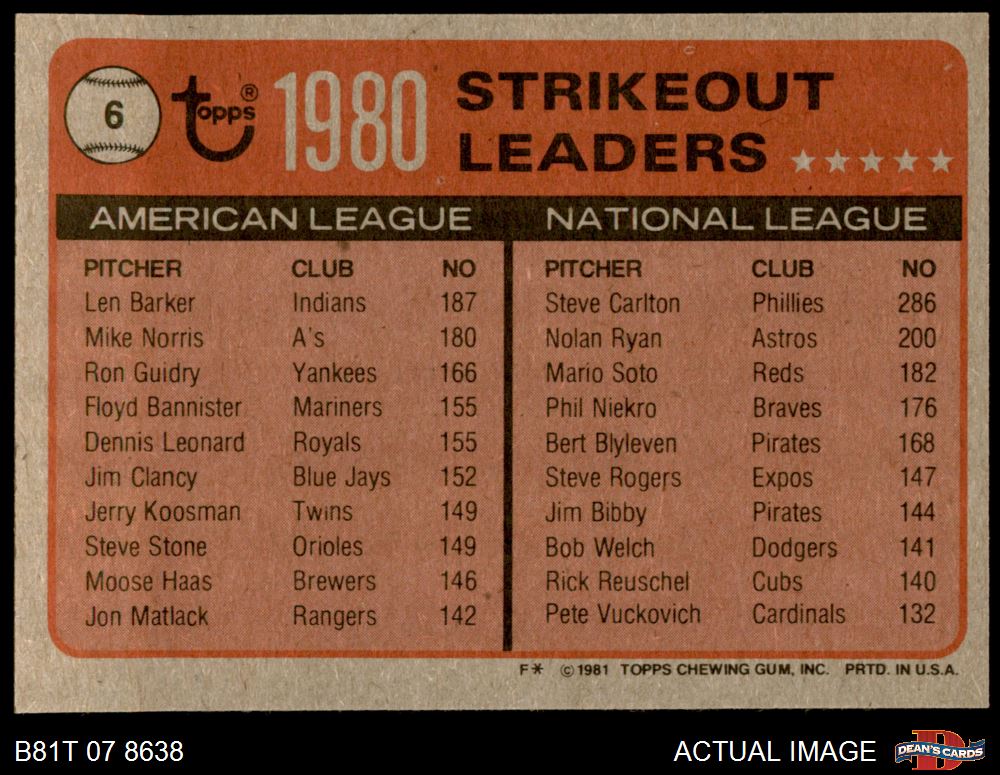 6 Topps® 1980 STRIKEOUT
LEADERS ★★★★★
AMERICAN LEAGUE
PITCHER CLUB NO
Len Barker Indians 187
Mike Norris A's 180
Ron Guidry Yankees 166
Floyd Bannister Mariners 155
Dennis Leonard Royals 155
Jim Clancy Blue Jays 152
Jerry Koosman Twins 149
Steve Stone Orioles 149
Moose Haas Brewers 146
Jon Matlack Rangers 142
NATIONAL LEAGUE
PITCHER CLUB NO
Steve Carlton Phillies 286
Nolan Ryan Astros 200
Mario Soto Reds 182
Phil Niekro Braves 176
Bert Blyleven Pirates 168
Steve Rogers Expos 147
Jim Bibby Pirates 144
Bob Welch Dodgers 141
Rick Reuschel Cubs 140
Pete Vuckovich Cardinals 132
F* ©1981 TOPPS CHEWING GUM, INC. PRTD. IN U.S.A.
B81T 07 8638 ACTUAL IMAGE D DEAN'S CARDS